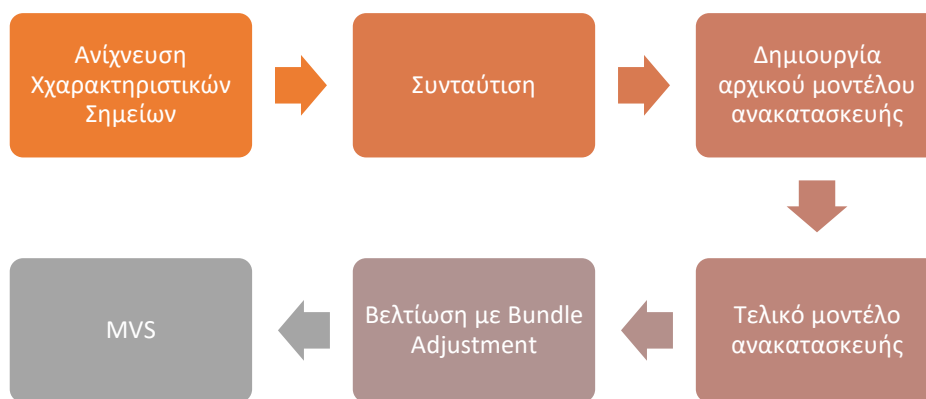 Ανίχνευση
Χχαρακτηριστικών
Σημείων
Συνταύτιση
Δημιουργία
αρχικού μοντέλου
ανακατασκευής
Τελικό μοντέλο
ανακατασκευής
Βελτίωση με Bundle
Adjustment
MVS